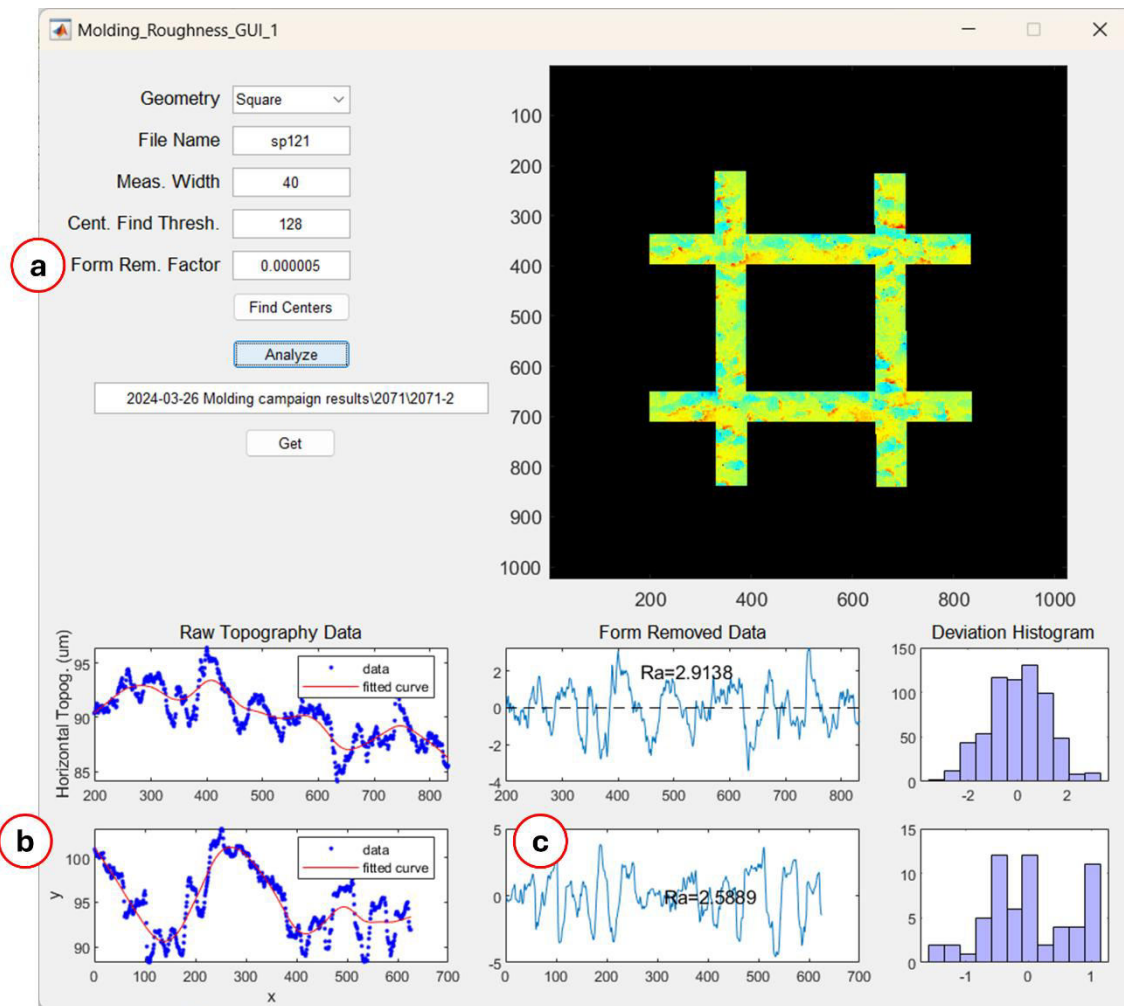 Molding_Roughness_GUI_1
Geometry Square
File Name sp121
Meas. Width 40
Cent. Find Thresh. 128
a Form Rem. Factor 0.000005
Find Centers
Analyze
2024-03-26 Molding campaign results\2071\2071-2
Get
100
200
300
400
500
600
700
800
900
1000
200 400 600 800 1000
Raw Topography Data
Horizontal Topog. (um)
95
90
85
data
fitted curve
200 300 400 500 600 700 800
Form Removed Data
Ra=2.9138
2
0
-2
-4
200 300 400 500 600 700 800
Deviation Histogram
150
100
50
0
-2 0 2
b
y
100
95
90
data
fitted curve
0 100 200 300 400 500 600 700
x
c
5
0
-5
Ra=2.5889
0 100 200 300 400 500 600 700
15
10
5
0
-1 0 1